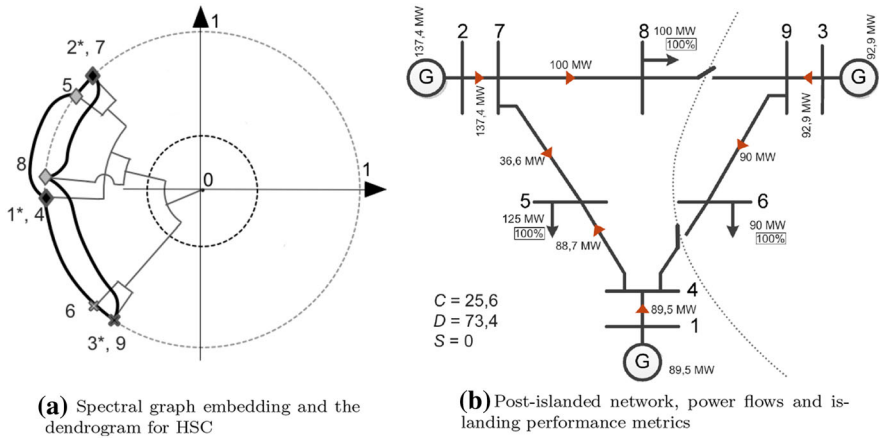 1
2*, 7
5
8
1*, 4
0
1
6
3*, 9
(a) Spectral graph embedding and the
dendrogram for HSC
137,4 MW
2
7
8
100 MW
100%
9
3
92,9 MW
G
100 MW
G
137,4 MW
92,9 MW
36,6 MW
90 MW
5
6
125 MW
100%
90 MW
100%
88,7 MW
C = 25,6
D = 73,4
S = 0
4
89,5 MW
1
G
89,5 MW
(b) Post-islanded network, power flows and is-
landing performance metrics